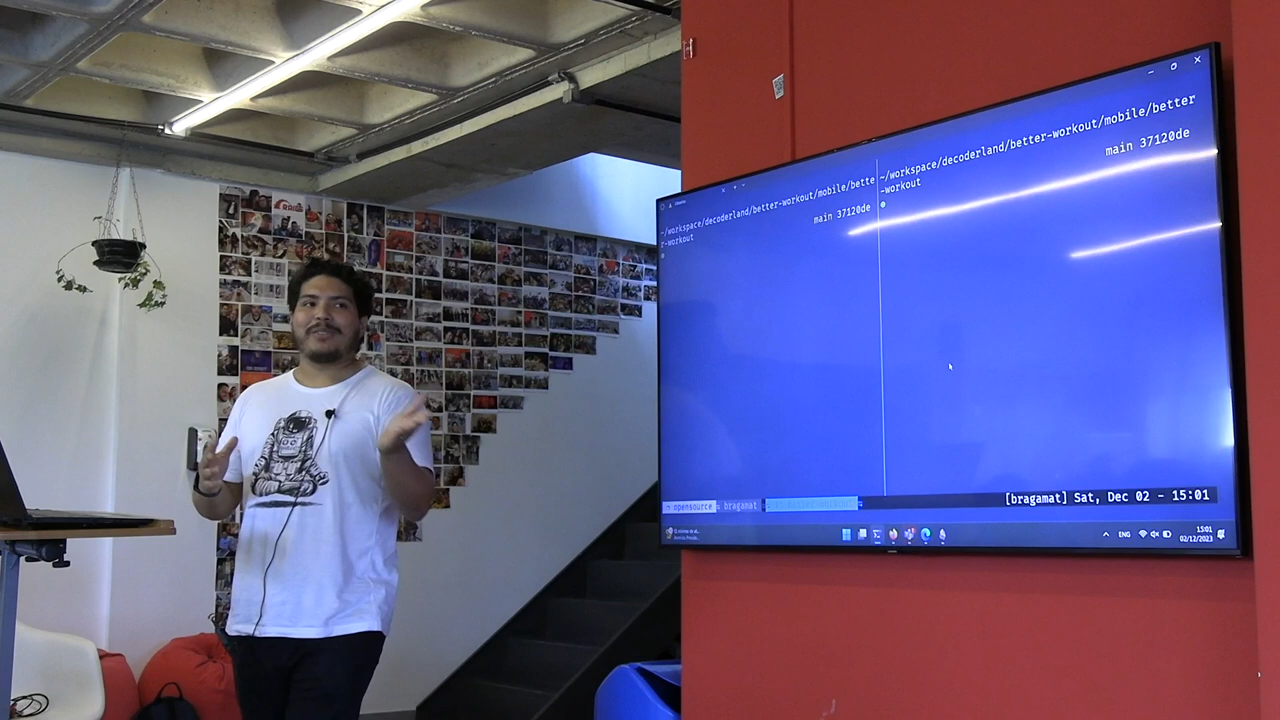 ~/workspace/decoderland/better-workout/mobile/bette
r-workout
main 37120de
~/workspace/decoderland/better-workout/mobile/better
-workout
main 37120de
opensource
bragamat
[bragamat] Sat, Dec 02 - 15:01
ENG
15:01
02/12/2023